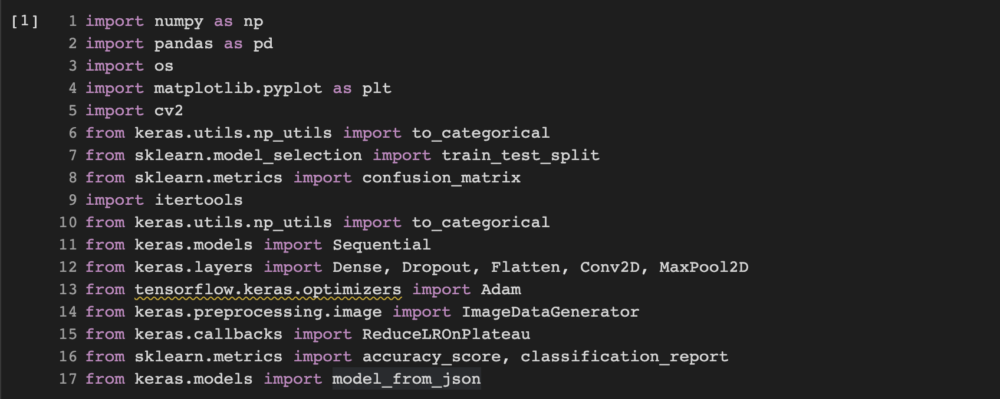 [1] 1 import numpy as np
2 import pandas as pd
3 import os
4 import matplotlib.pyplot as plt
5 import cv2
6 from keras.utils.np_utils import to_categorical
7 from sklearn.model_selection import train_test_split
8 from sklearn.metrics import confusion_matrix
9 import itertools
10 from keras.utils.np_utils import to_categorical
11 from keras.models import Sequential
12 from keras.layers import Dense, Dropout, Flatten, Conv2D, MaxPool2D
13 from tensorflow.keras.optimizers import Adam
14 from keras.preprocessing.image import ImageDataGenerator
15 from keras.callbacks import ReduceLROnPlateau
16 from sklearn.metrics import accuracy_score, classification_report
17 from keras.models import model_from_json